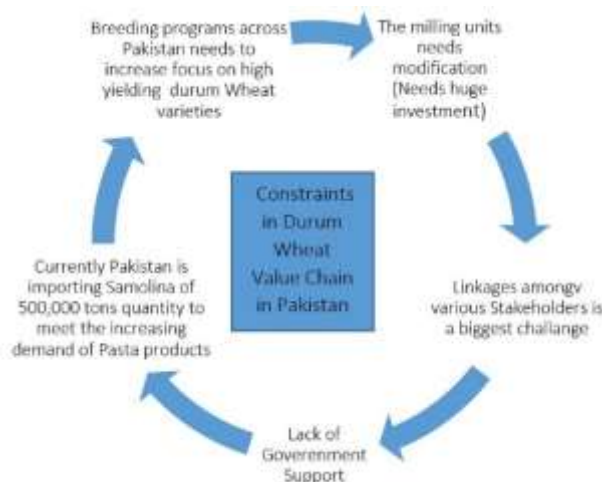 Breeding programs across
Pakistan needs to
increase focus on high
yielding durum Wheat
varieties
The milling units
needs
modification
(Needs huge
investment)
Linkages amongv
various Stakeholders is
a biggest challange
Lack of
Goverenment
Support
Currently Pakistan is
importing Samolina of
500,000 tons quantity to
meet the increasing
demand of Pasta products
Constraints
in Durum
Wheat
Value Chain
in Pakistan